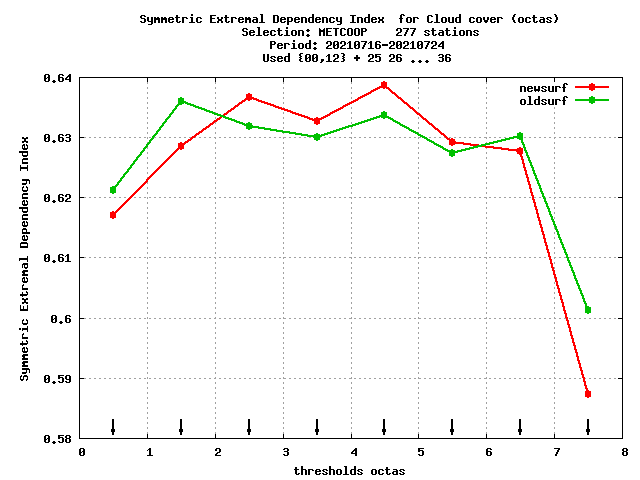 Symmetric Extremal Dependency Index  for Cloud cover (octas)
Selection: METCOOP    277 stations
Period: 20210716-20210724
Used {00,12} + 25 26 ... 36
newsurf
oldsurf
Symmetric Extremal Dependency Index
0.64
0.63
0.62
0.61
0.6
0.59
0.58
0 1 2 3 4 5 6 7 8
thresholds octas